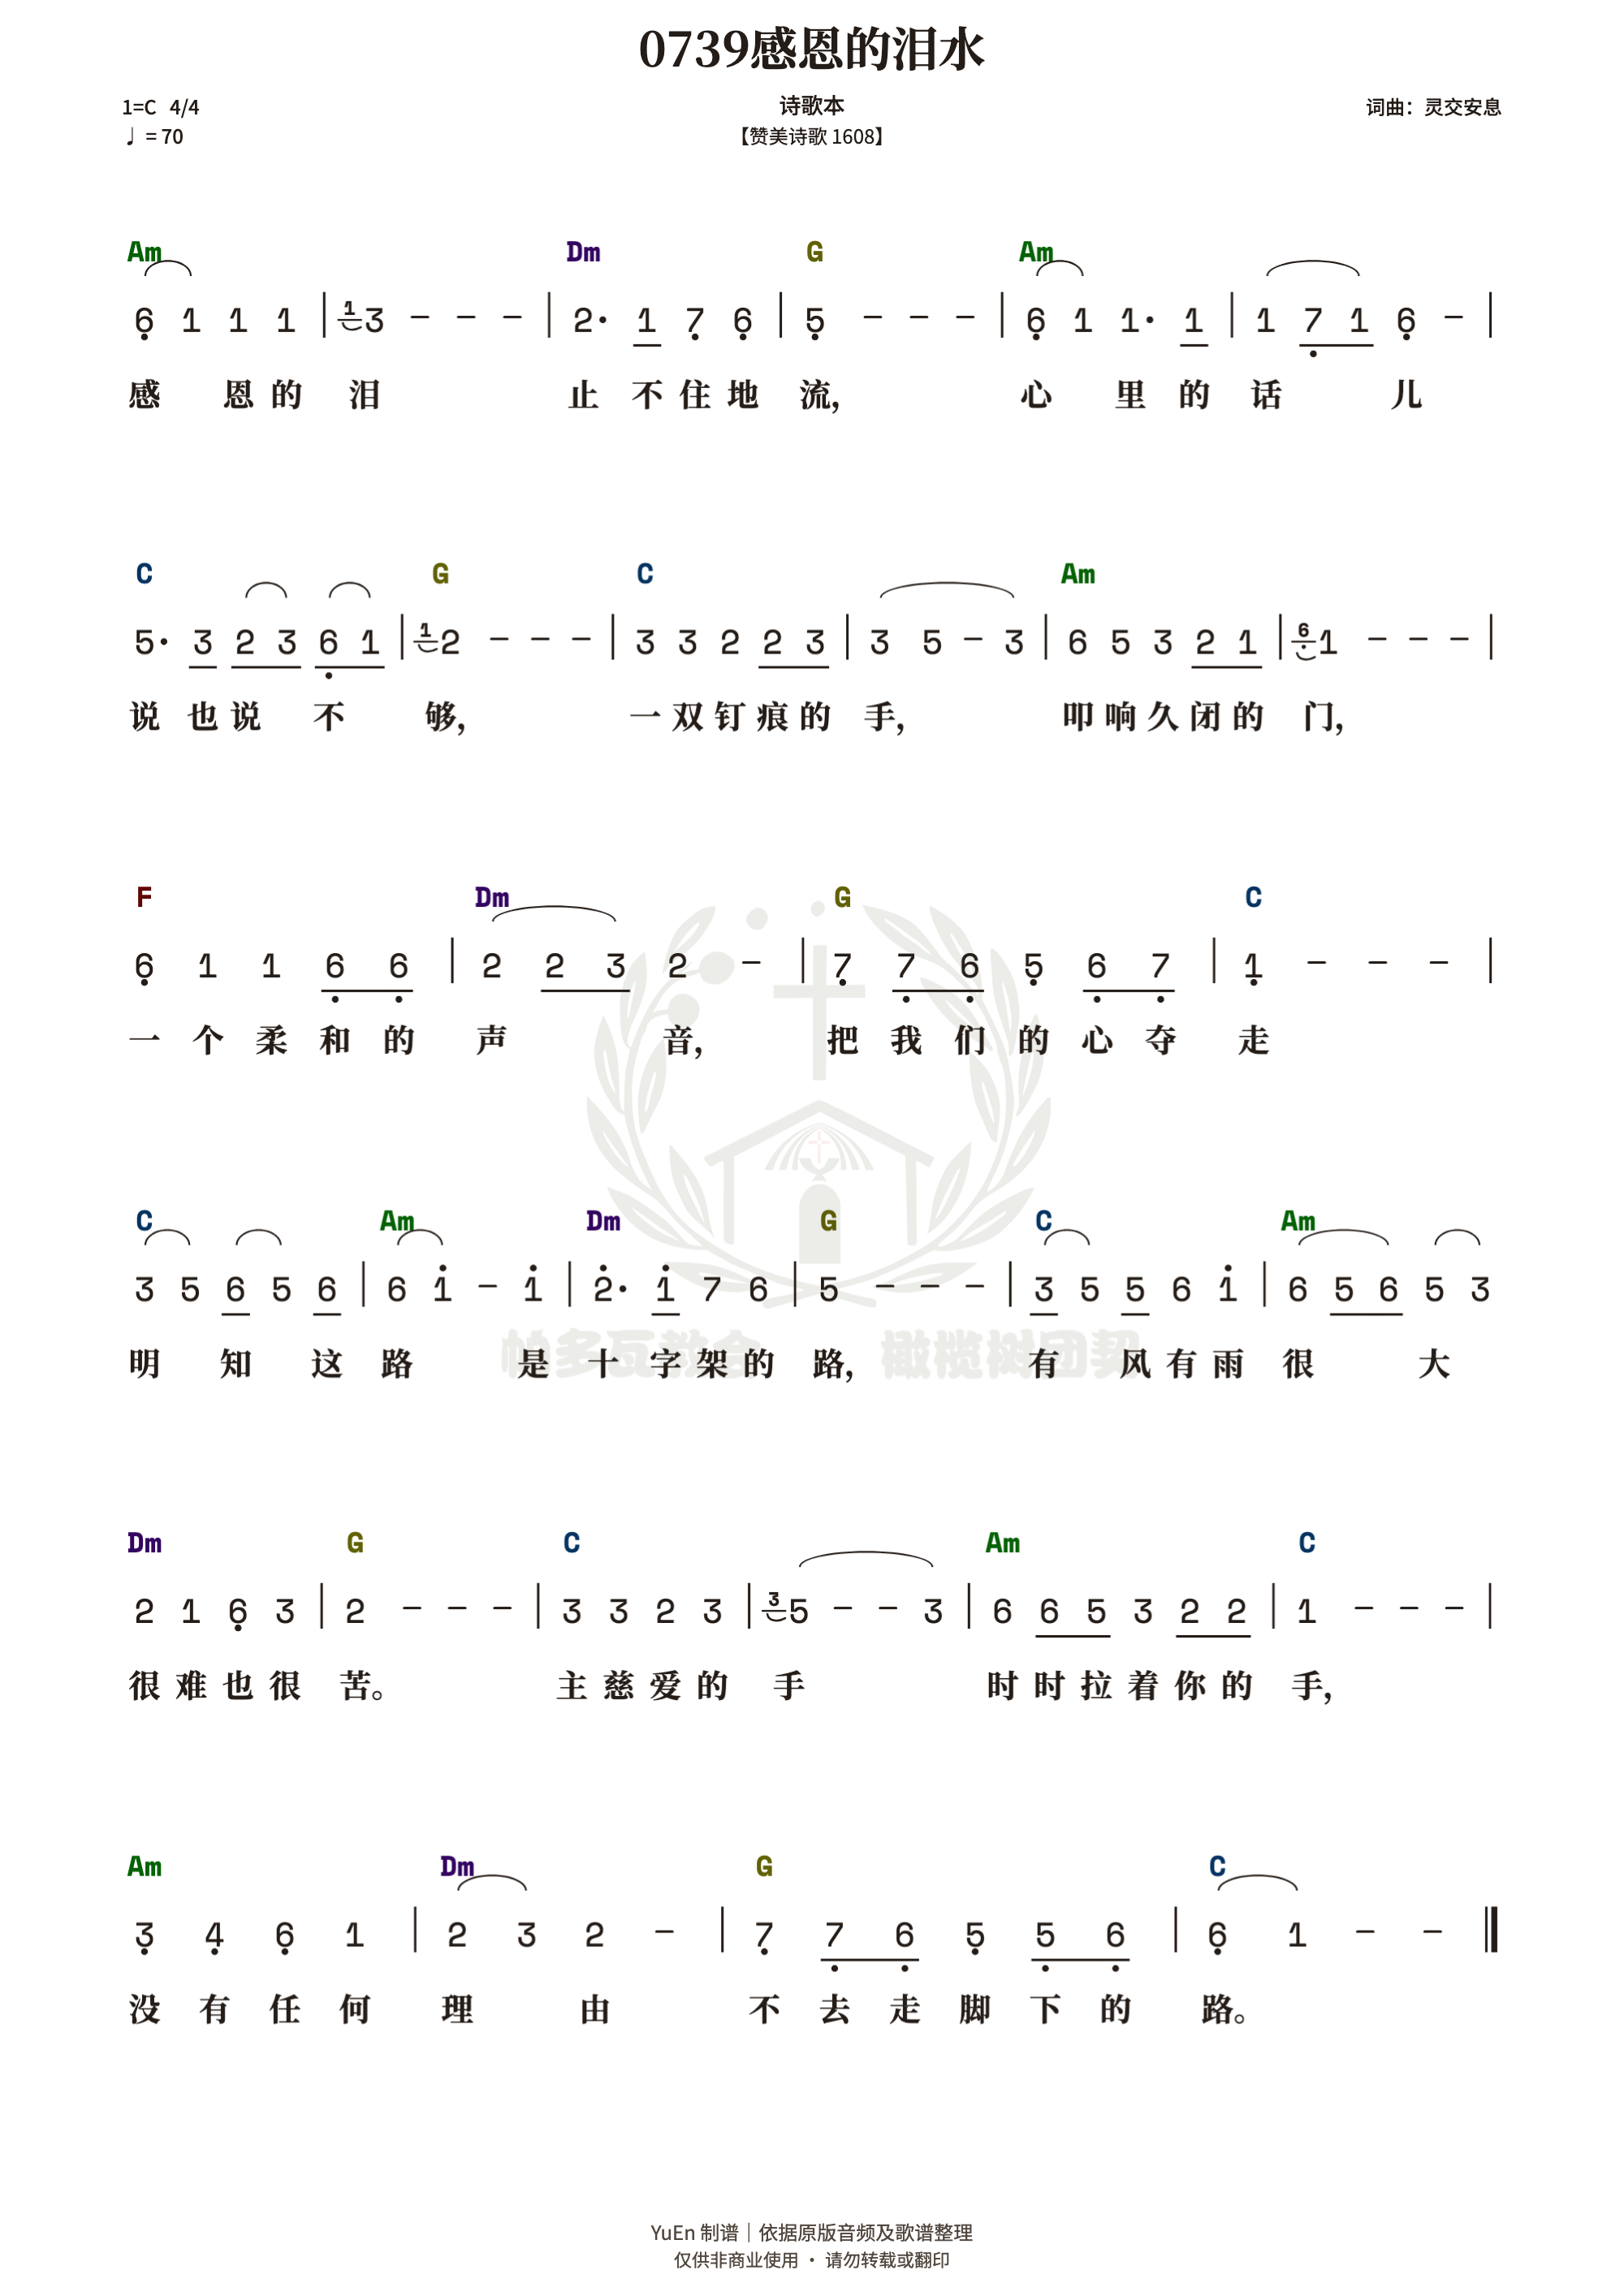 0739感恩的泪水
1=C 4/4 诗歌本 词曲：灵交安息
♩ = 70 【赞美诗歌 1608】
Am Dm G Am
6̣ 1 1 1 | 1 3 - - - | 2· 1 7̣ 6̣ | 5̣ - - - | 6̣ 1 1· 1 | 1 7̣ 1 6̣ - |
感 恩的 泪 止 不住地 流， 心 里 的 话 儿
C G C Am
5· 3 2 3 6̣ 1 | 1 2 - - - | 3 3 2 2 3 | 3 5 - 3 | 6 5 3 2 1 | 6̣ 1 - - - |
说 也说 不 够， 一双钉痕的 手， 叩响久闭的 门，
F Dm G C
6̣ 1 1 6̣ 6̣ | 2 2 3 2 - | 7̣ 7̣ 6̣ 5̣ 6̣ 7̣ | 1̣ - - - |
一个柔和的 声 音， 把我们的心夺 走
C Am Dm G C Am
3 5 6 5 6 | 6 1̇ - 1̇ | 2̇· 1̇ 7 6 | 5 - - - | 3 5 5 6 1̇ | 6 5 6 5 3
明 知 这 路 是 十 字架的 路， 有 风有雨 很 大
帕多瓦教会 橄榄树团契
Dm G C Am C
2 1 6̣ 3 | 2 - - - | 3 3 2 3 | 3 5 - - 3 | 6 6 5 3 2 2 | 1 - - - |
很难也很 苦。 主慈爱的 手 时时拉着你的 手，
Am Dm G C
3̣ 4̣ 6̣ 1 | 2 3 2 - | 7̣ 7̣ 6̣ 5̣ 5̣ 6̣ | 6̣ 1 - - ‖
没有任何 理 由 不去走脚下的 路。
YuEn 制谱｜依据原版音频及歌谱整理
仅供非商业使用 · 请勿转载或翻印